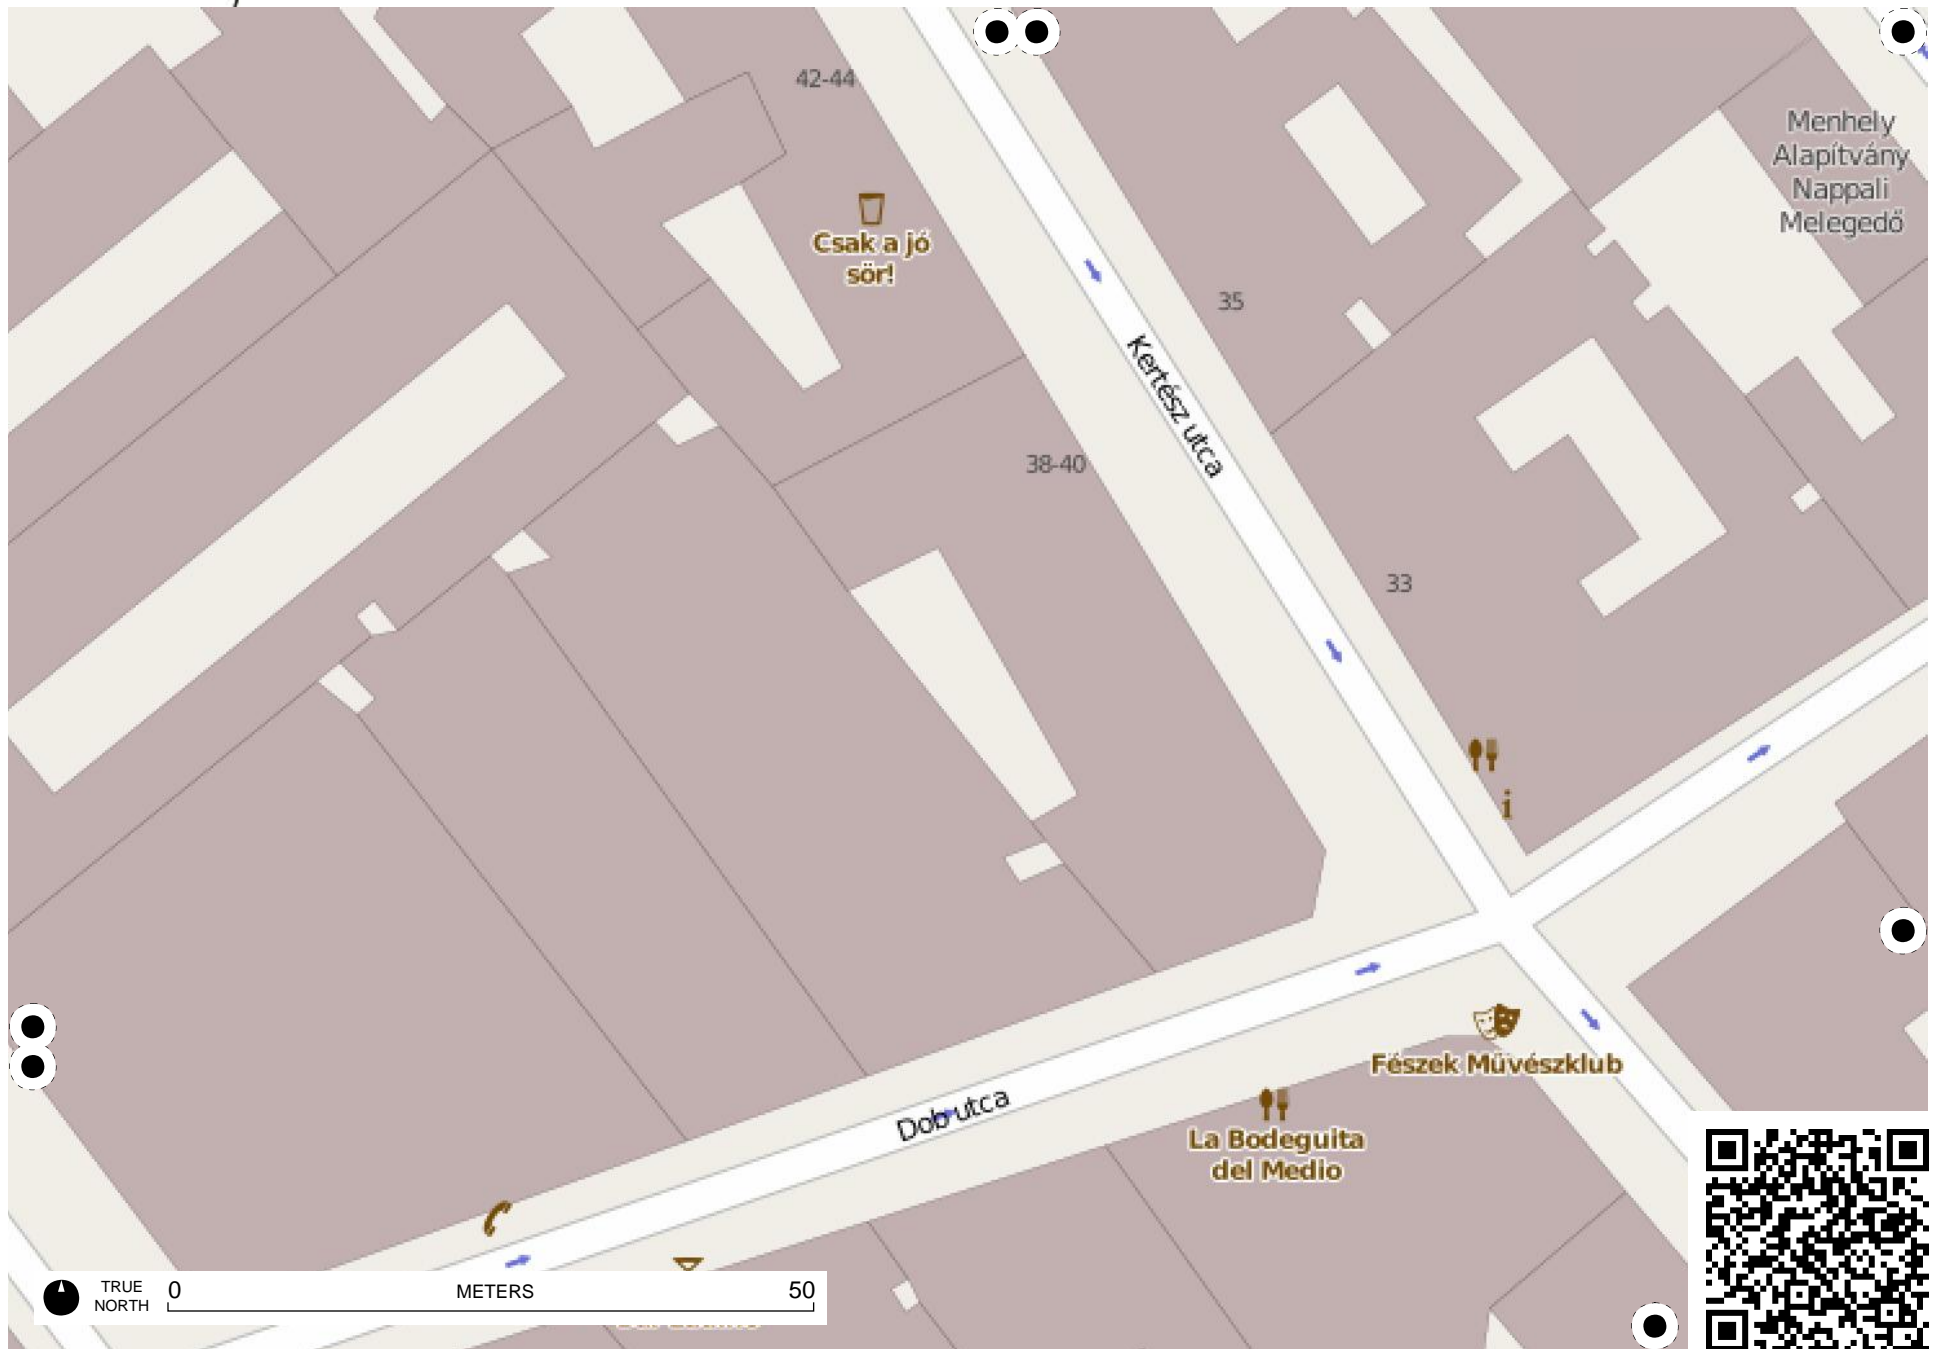 42-44
Menhely
Alapítvány
Nappali
Melegedő
Csak a jó
sör!
35
Kertész utca
38-40
33
i
Fészek Művészklub
Dob utca
La Bodeguita
del Medio
TRUE
NORTH
0
METERS
50